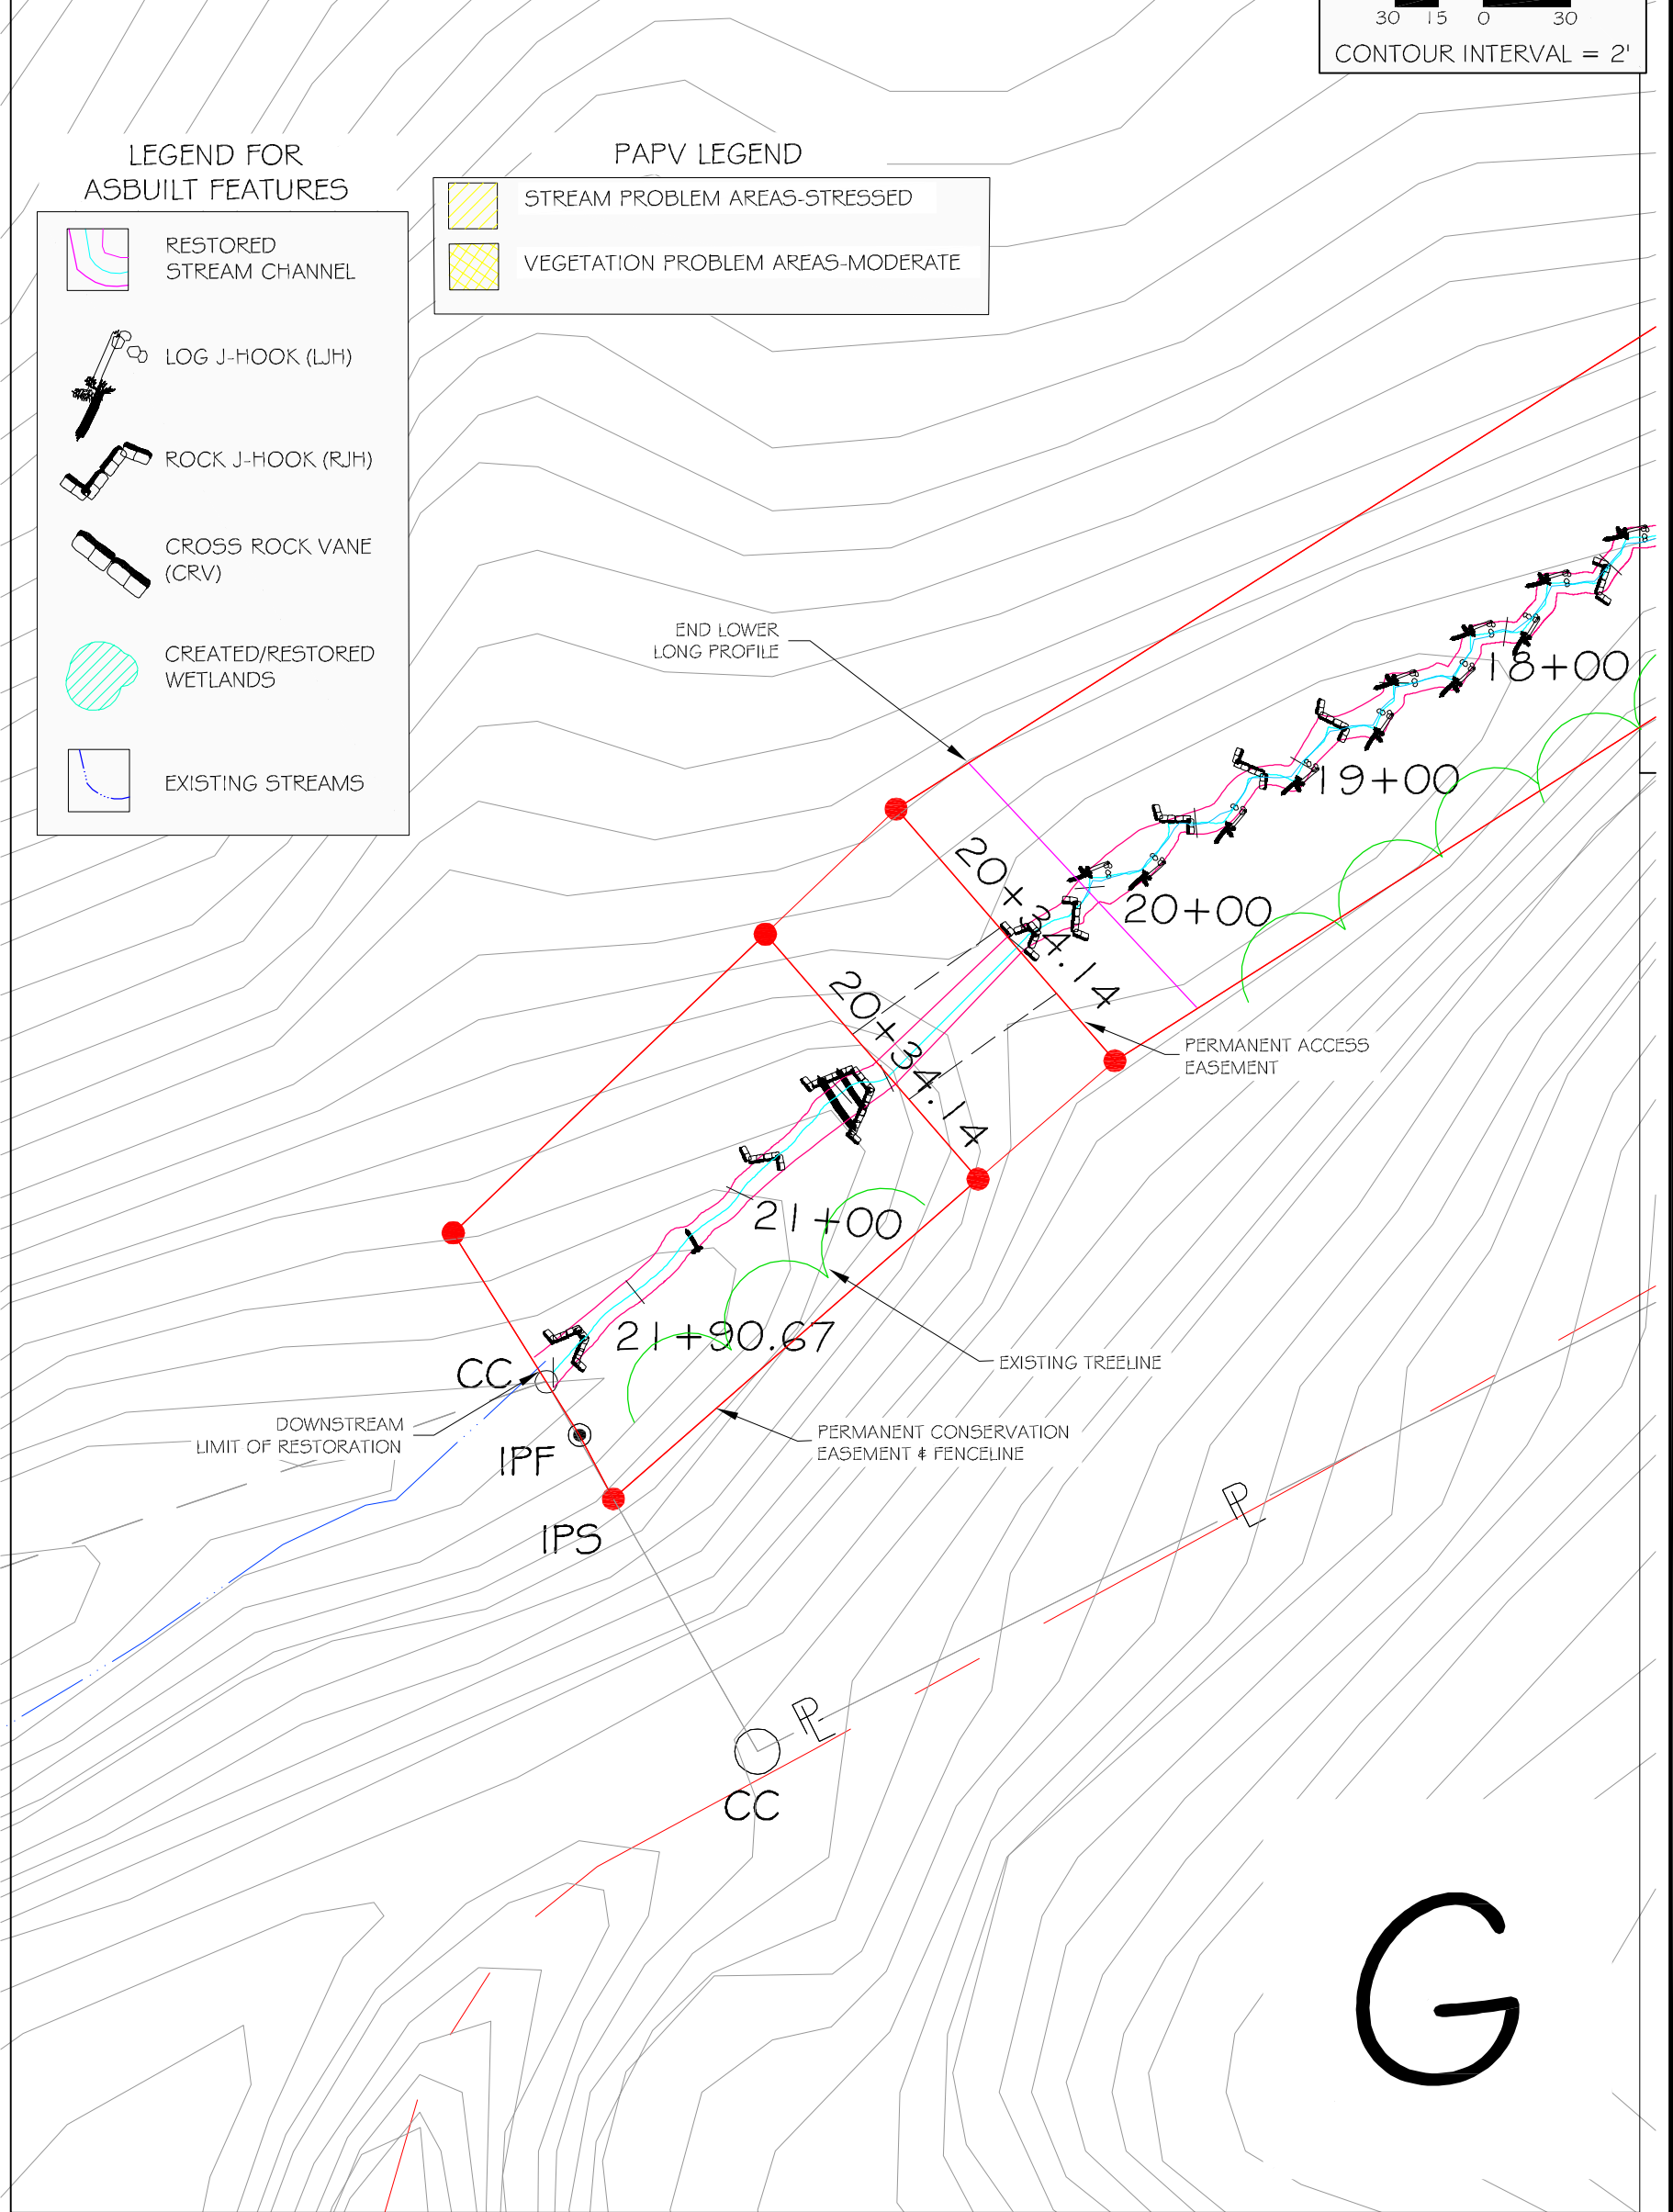 30 15 0 30
CONTOUR INTERVAL = 2'
LEGEND FOR
ASBUILT FEATURES
RESTORED
STREAM CHANNEL
LOG J-HOOK (LJH)
ROCK J-HOOK (RJH)
CROSS ROCK VANE
(CRV)
CREATED/RESTORED
WETLANDS
EXISTING STREAMS
PAPV LEGEND
STREAM PROBLEM AREAS-STRESSED
VEGETATION PROBLEM AREAS-MODERATE
END LOWER
LONG PROFILE
18+00
19+00
20+00
20+34.14
20+34.14
PERMANENT ACCESS
EASEMENT
21+00
21+90.67
EXISTING TREELINE
CC
DOWNSTREAM
LIMIT OF RESTORATION
PERMANENT CONSERVATION
EASEMENT & FENCELINE
IPF
IPS
PL
PL
CC
G